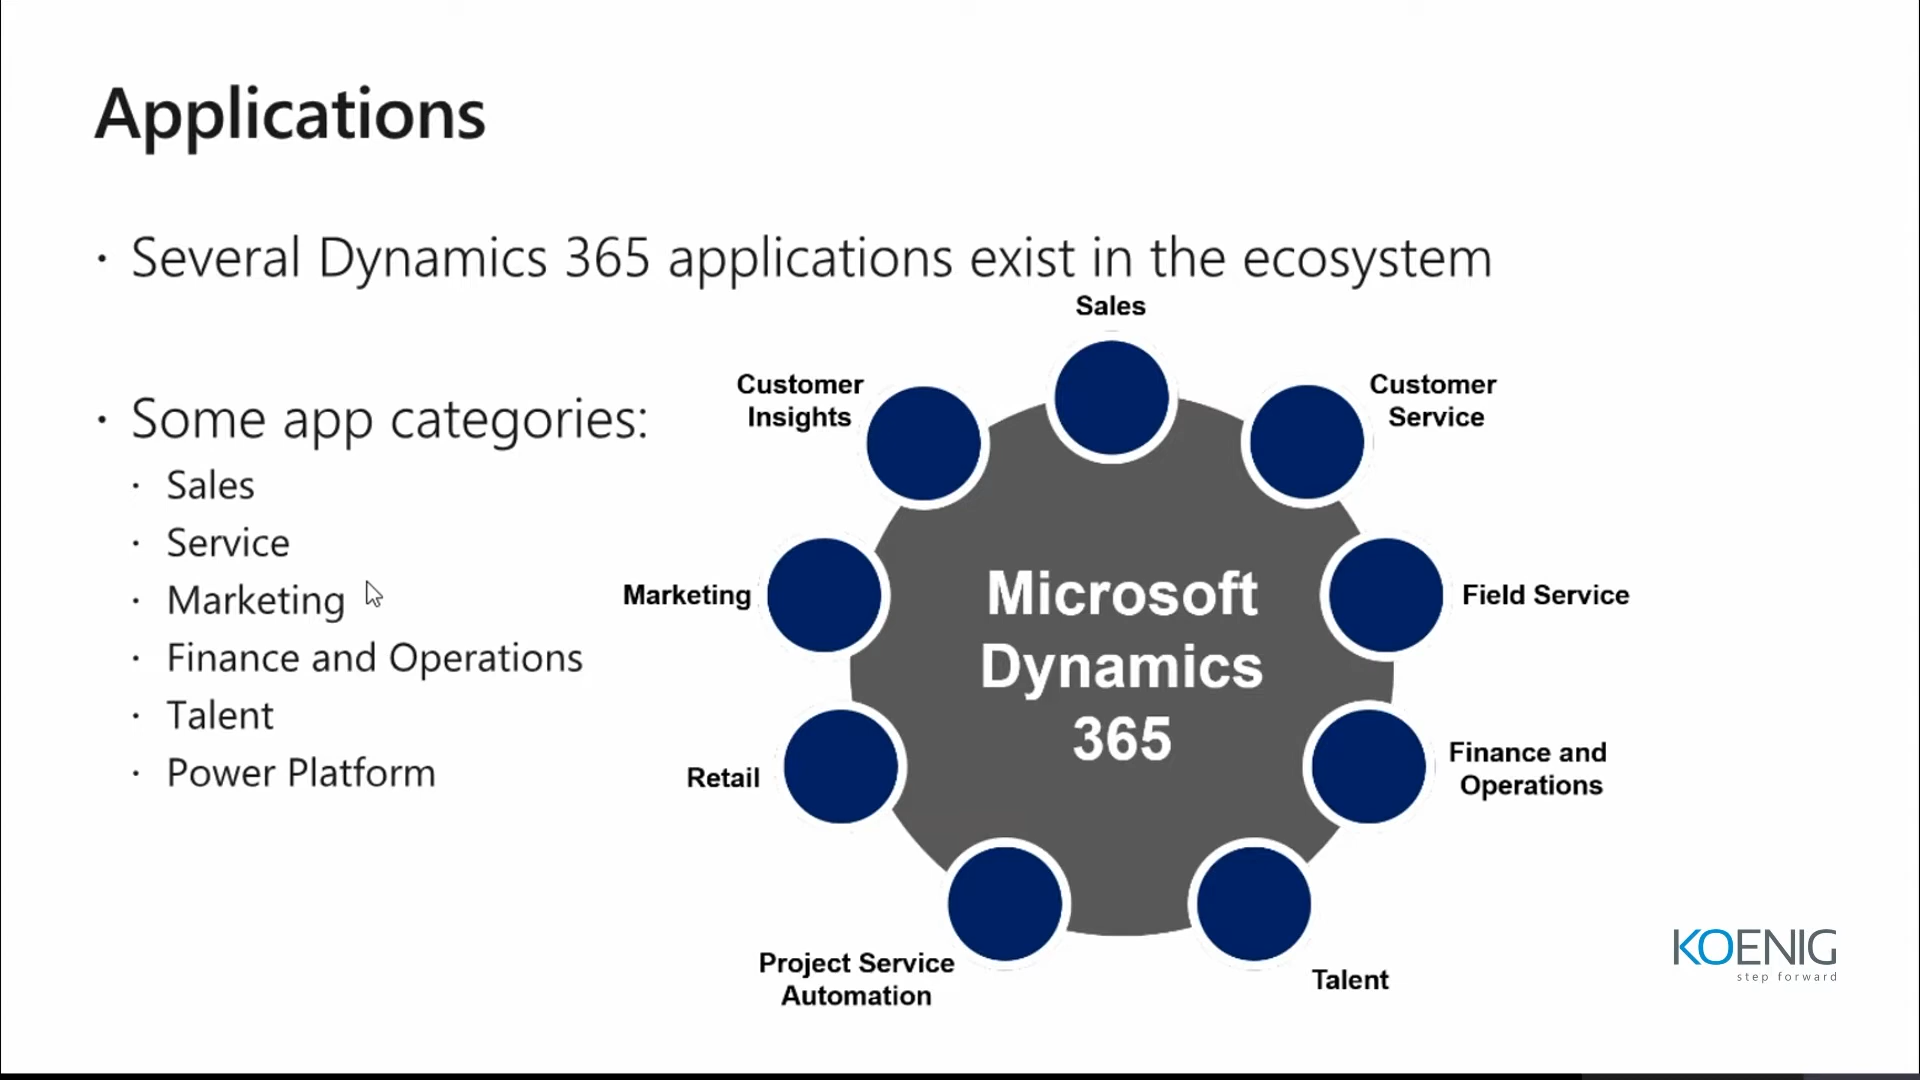 Applications
· Several Dynamics 365 applications exist in the ecosystem
· Some app categories:
· Sales
· Service
· Marketing
· Finance and Operations
· Talent
· Power Platform
Sales
Customer
Service
Field Service
Finance and
Operations
Talent
Project Service
Automation
Retail
Marketing
Customer
Insights
Microsoft
Dynamics
365
KOENIG
step forward